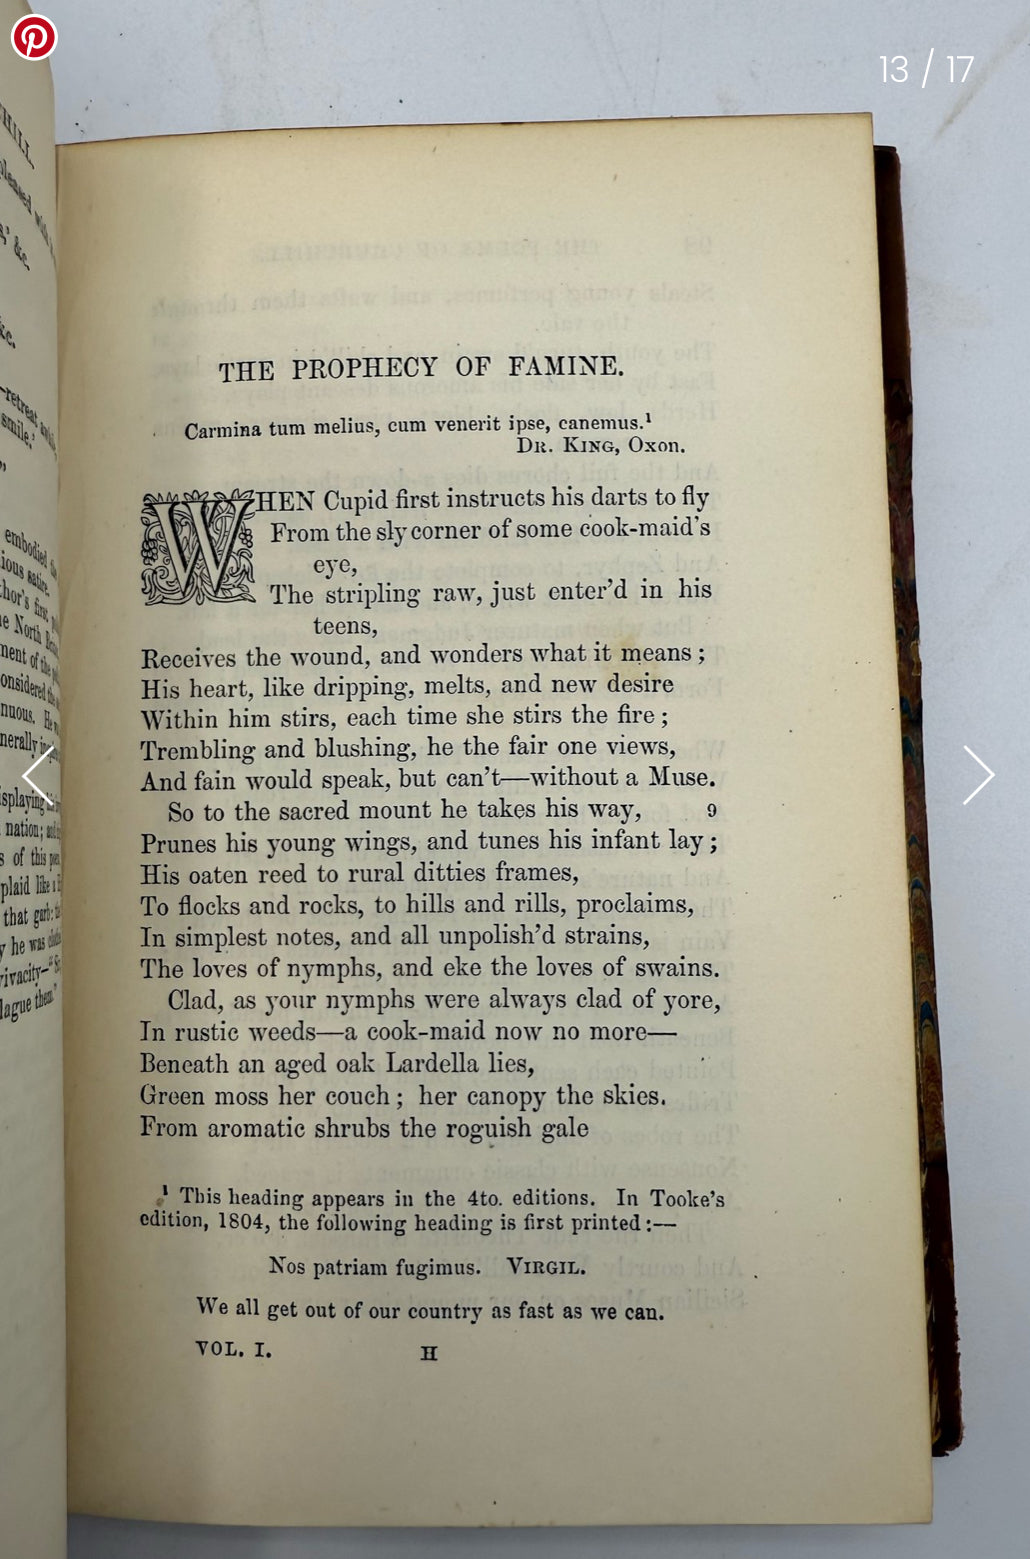 13 / 17
THE PROPHECY OF FAMINE.
Carmina tum melius, cum venerit ipse, canemus.¹
DR. KING, OXON.
WHEN Cupid first instructs his darts to fly
From the sly corner of some cook-maid's
eye,
The stripling raw, just enter'd in his
teens,
Receives the wound, and wonders what it means;
His heart, like dripping, melts, and new desire
Within him stirs, each time she stirs the fire;
Trembling and blushing, he the fair one views,
And fain would speak, but can't—without a Muse.
So to the sacred mount he takes his way, 9
Prunes his young wings, and tunes his infant lay;
His oaten reed to rural ditties frames,
To flocks and rocks, to hills and rills, proclaims,
In simplest notes, and all unpolish'd strains,
The loves of nymphs, and eke the loves of swains.
Clad, as your nymphs were always clad of yore,
In rustic weeds—a cook-maid now no more—
Beneath an aged oak Lardella lies,
Green moss her couch; her canopy the skies.
From aromatic shrubs the roguish gale
¹ This heading appears in the 4to. editions. In Tooke's
edition, 1804, the following heading is first printed:—
Nos patriam fugimus. VIRGIL.
We all get out of our country as fast as we can.
VOL. I. H